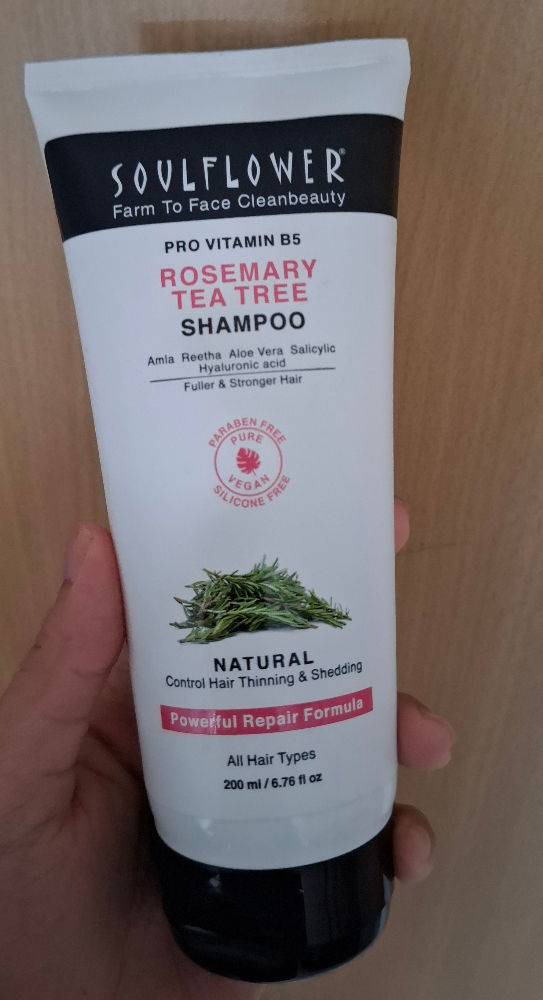 SOULFLOWER®
Farm To Face Cleanbeauty
PRO VITAMIN B5
ROSEMARY
TEA TREE
SHAMPOO
Amla Reetha Aloe Vera Salicylic
Hyaluronic acid
Fuller & Stronger Hair
PARABEN FREE
PURE
VEGAN
SILICONE FREE
NATURAL
Control Hair Thinning & Shedding
Powerful Repair Formula
All Hair Types
200 ml / 6.76 fl oz